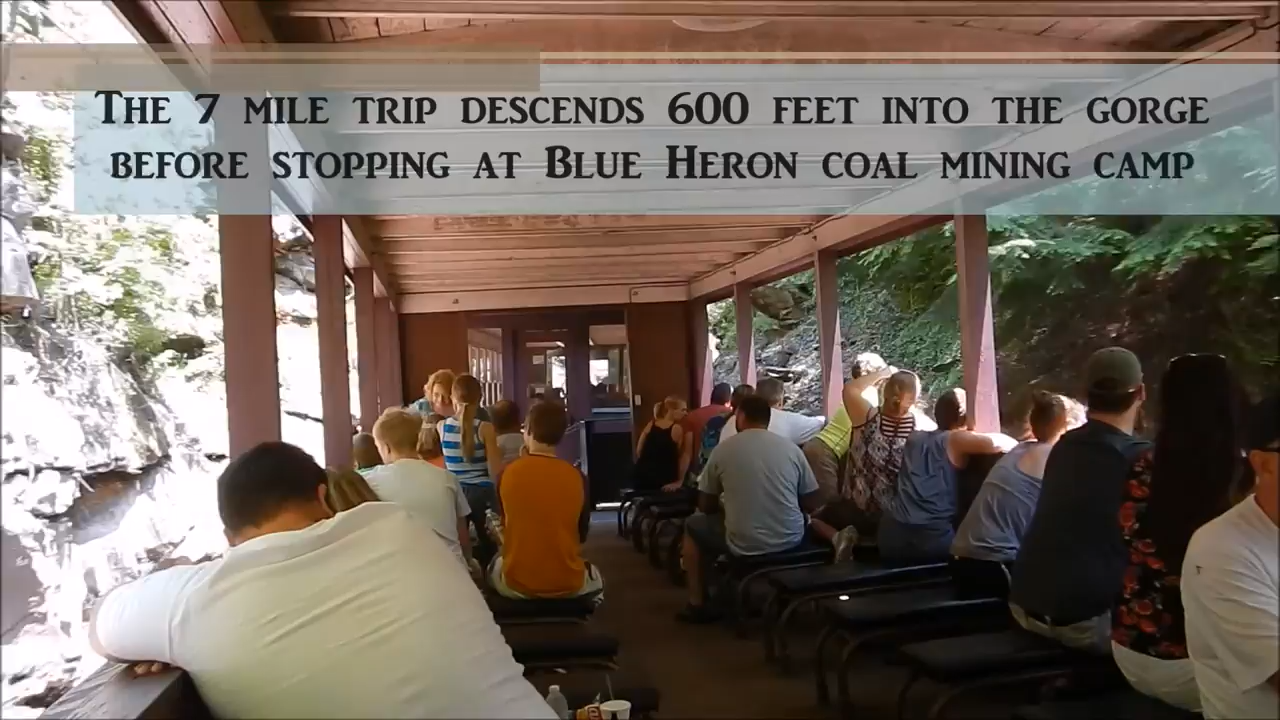 The 7 mile trip descends 600 feet into the gorge
before stopping at Blue Heron coal mining camp